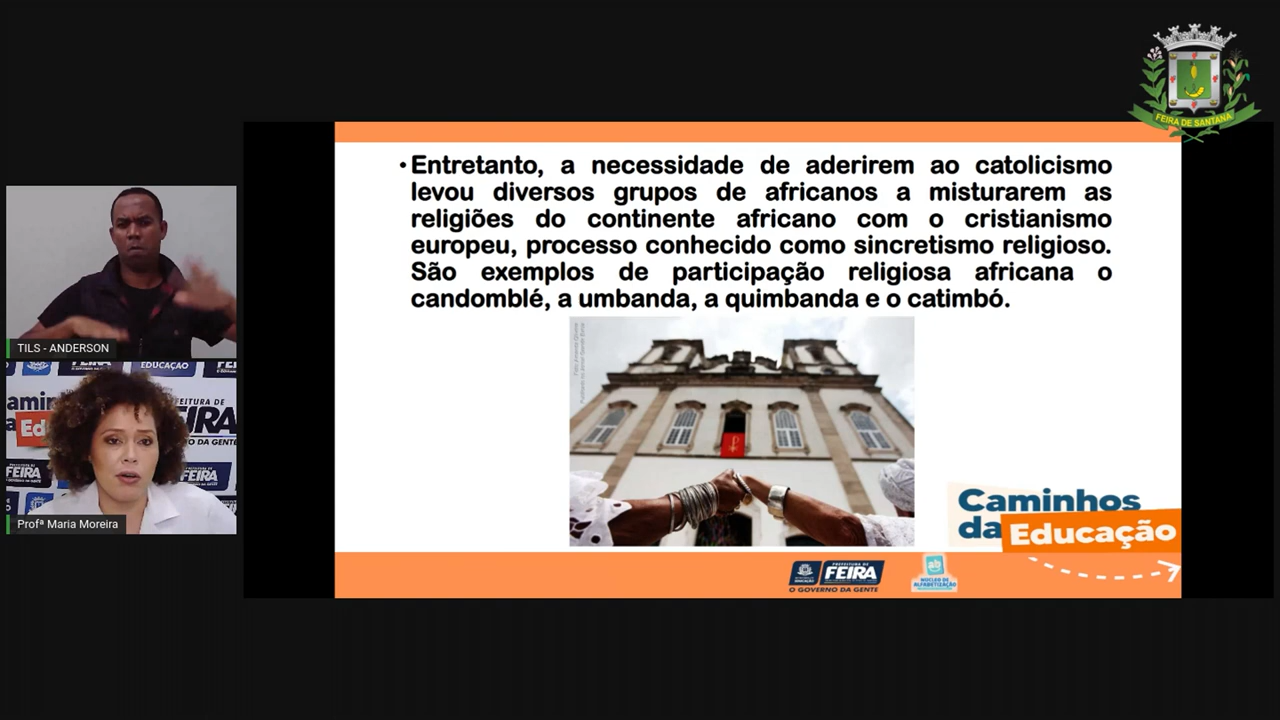 FEIRA DE SANTANA
• Entretanto, a necessidade de aderirem ao catolicismo
levou diversos grupos de africanos a misturarem as
religiões do continente africano com o cristianismo
europeu, processo conhecido como sincretismo religioso.
São exemplos de participação religiosa africana o
candomblé, a umbanda, a quimbanda e o catimbó.
TILS - ANDERSON
EDUCAÇÃO
FEIRA
Profª Maria Moreira
Caminhos
da Educação
PREFEITURA DE
FEIRA
O GOVERNO DA GENTE
NÚCLEO DE
ALFABETIZAÇÃO